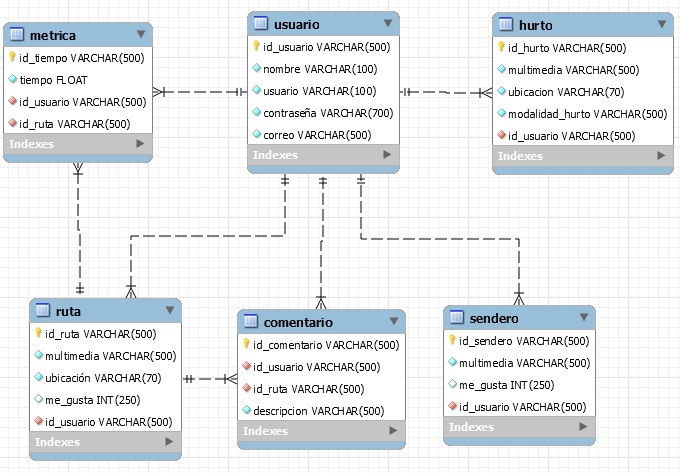 metrica
id_tiempo VARCHAR(500)
tiempo FLOAT
id_usuario VARCHAR(500)
id_ruta VARCHAR(500)
Indexes
usuario
id_usuario VARCHAR(500)
nombre VARCHAR(100)
usuario VARCHAR(100)
contraseña VARCHAR(700)
correo VARCHAR(500)
Indexes
hurto
id_hurto VARCHAR(500)
multimedia VARCHAR(500)
ubicacion VARCHAR(70)
modalidad_hurto VARCHAR(500)
id_usuario VARCHAR(500)
Indexes
ruta
id_ruta VARCHAR(500)
multimedia VARCHAR(500)
ubicación VARCHAR(70)
me_gusta INT(250)
id_usuario VARCHAR(500)
Indexes
comentario
id_comentario VARCHAR(500)
id_usuario VARCHAR(500)
id_ruta VARCHAR(500)
descripcion VARCHAR(500)
Indexes
sendero
id_sendero VARCHAR(500)
multimedia VARCHAR(500)
me_gusta INT(250)
id_usuario VARCHAR(500)
Indexes